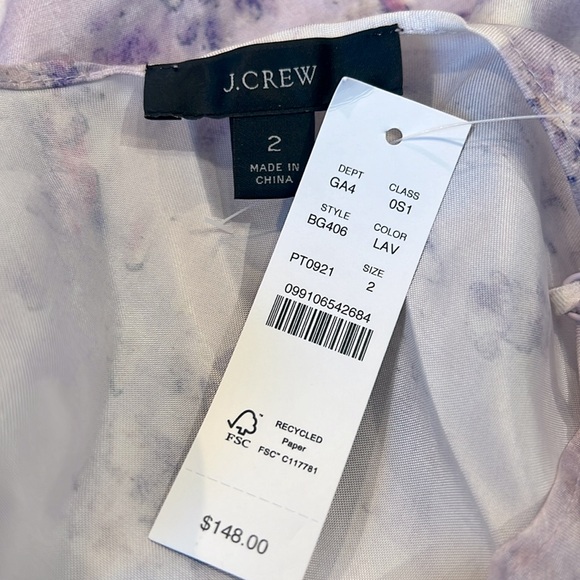 J.CREW
2
MADE IN
CHINA
DEPT CLASS
GA4 0S1
STYLE COLOR
BG406 LAV
PT0921 SIZE
2
099106542684
FSC
RECYCLED
Paper
FSC™ C117781
$148.00